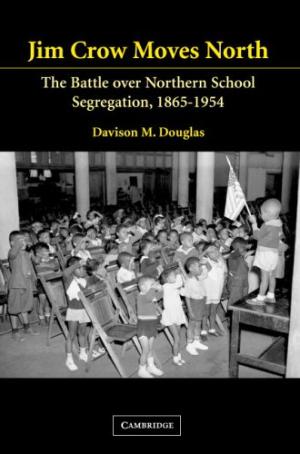 Jim Crow Moves North
The Battle over Northern School
Segregation, 1865-1954
Davison M. Douglas
CAMBRIDGE